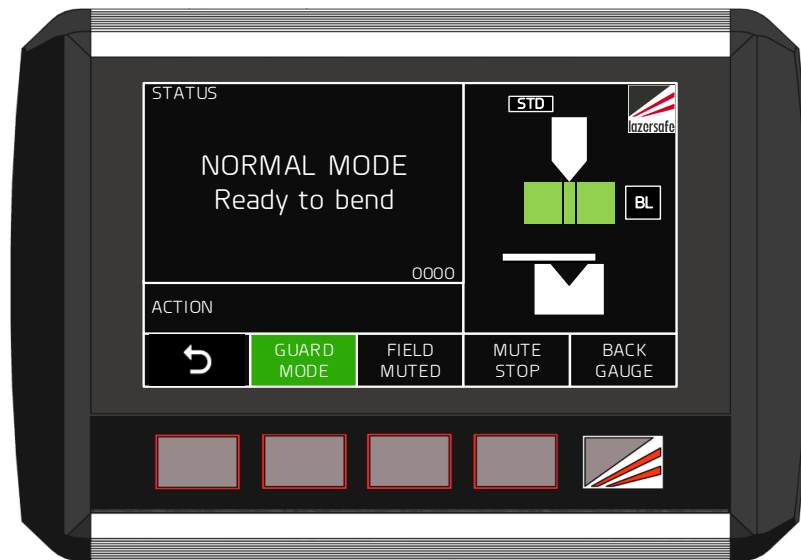 STATUS
NORMAL MODE
Ready to bend
0000
ACTION
STD
lazersafe
BL
GUARD
MODE
FIELD
MUTED
MUTE
STOP
BACK
GAUGE